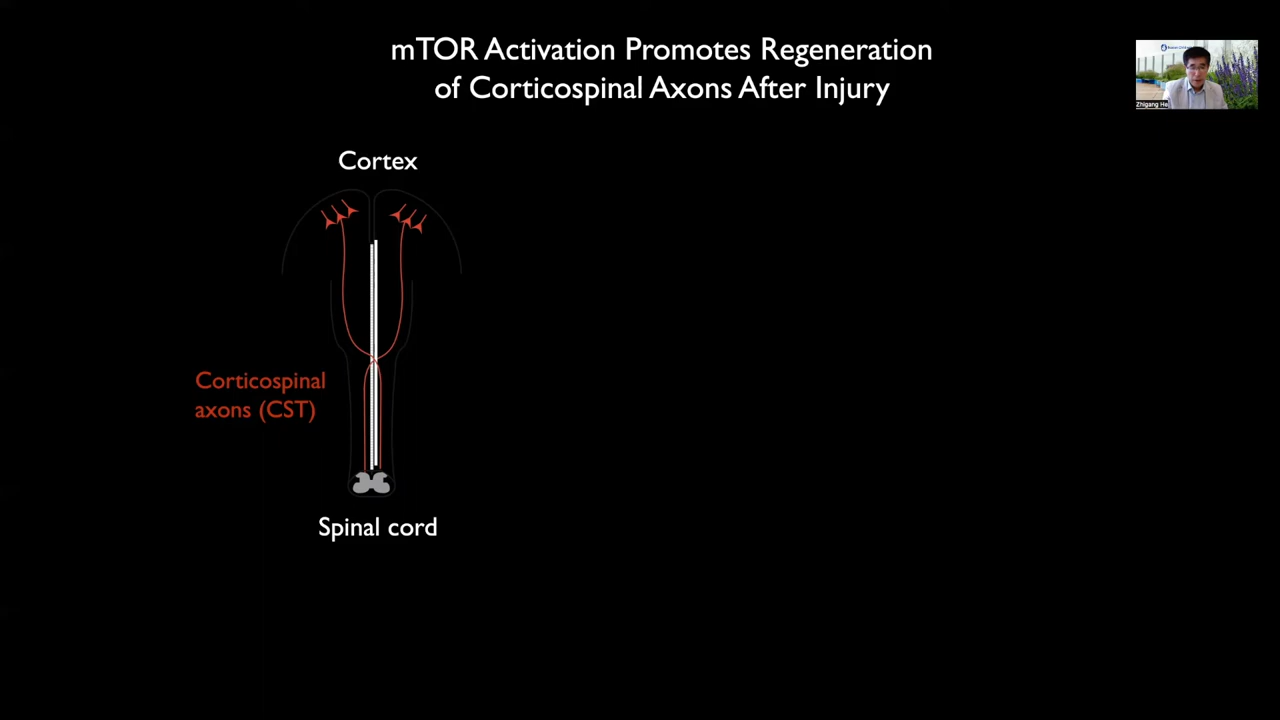 mTOR Activation Promotes Regeneration
of Corticospinal Axons After Injury
Zhigang He
Cortex
Corticospinal
axons (CST)
Spinal cord